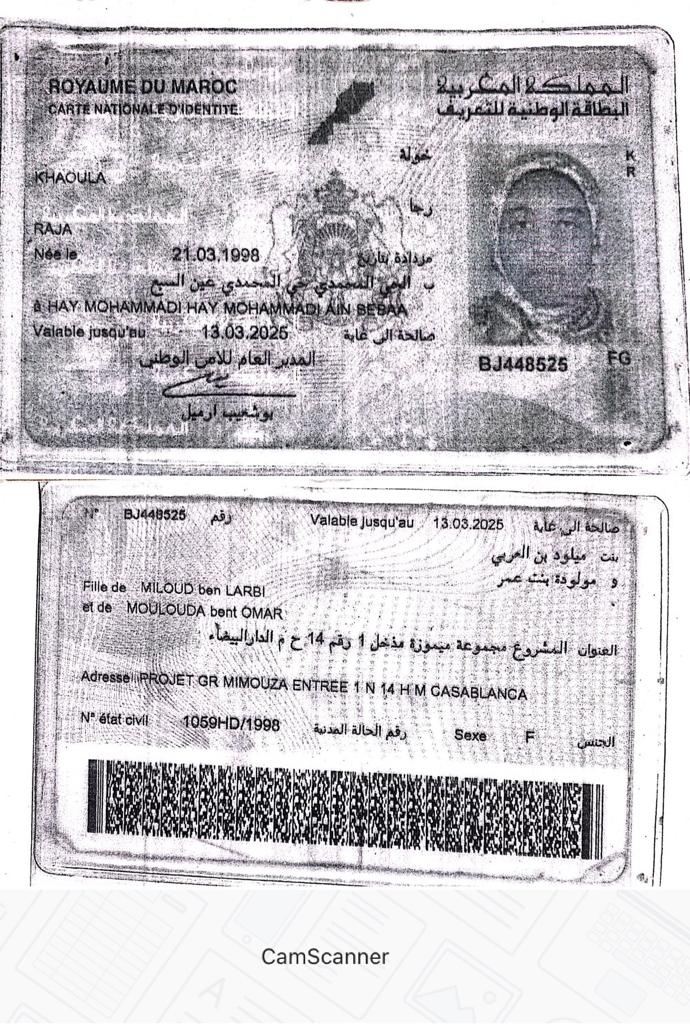 ROYAUME DU MAROC
المملكة المغربية
CARTE NATIONALE D'IDENTITE
البطاقة الوطنية للتعريف
خولة
KHAOULA
K
R
رجا
RAJA
Née le 21.03.1998 مزدادة بتاريخ
ب الحي المحمدي حي المحمدي عين السبع
à HAY MOHAMMADI HAY MOHAMMADI AIN SEBAA
Valable jusqu'au 13.03.2025 صالحة الى غاية
المدير العام للأمن الوطني
BJ448525
FG
بوشعيب ارميل
N° BJ448525 رقم
Valable jusqu'au 13.03.2025 صالحة الى غاية
بنت ميلود بن العربي
و مولودة بنت عمر
Fille de MILOUD ben LARBI
et de MOULOUDA bent OMAR
العنوان المشروع مجموعة ميموزة مدخل 1 رقم 14 ح م الدارالبيضاء
Adresse PROJET GR MIMOUZA ENTREE 1 N 14 H M CASABLANCA
N° état civil 1059HD/1998 رقم الحالة المدنية
Sexe F الجنس
CamScanner